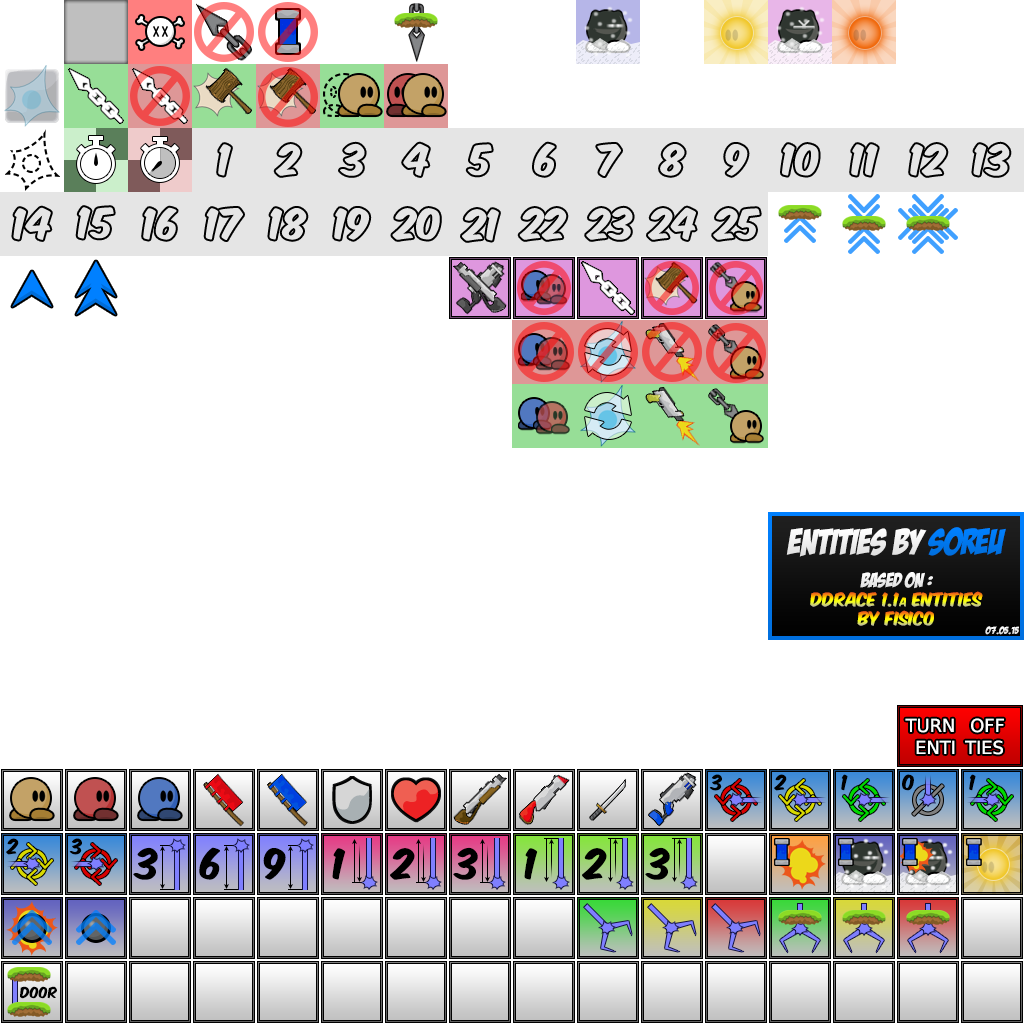 1 2 3 4 5 6 7 8 9 10 11 12 13
14 15 16 17 18 19 20 21 22 23 24 25
ENTITIES BY SOREU
BASED ON :
DDRACE 1.1A ENTITIES
BY FISICO
07.05.15
TURN OFF
ENTI TIES
3 2 1 0 1
2 3 3 6 9 1 2 3 1 2 3
DOOR